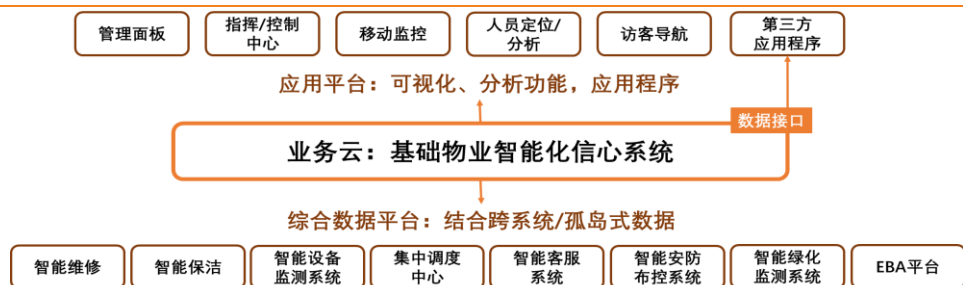 管理面板
指挥/控制
中心
移动监控
人员定位/
分析
访客导航
第三方
应用程序
应用平台：可视化、分析功能，应用程序
数据接口
业务云：基础物业智能化信心系统
综合数据平台：结合跨系统/孤岛式数据
智能维修
智能保洁
智能设备
监测系统
集中调度
中心
智能客服
系统
智能安防
布控系统
智能绿化
监测系统
EBA平台